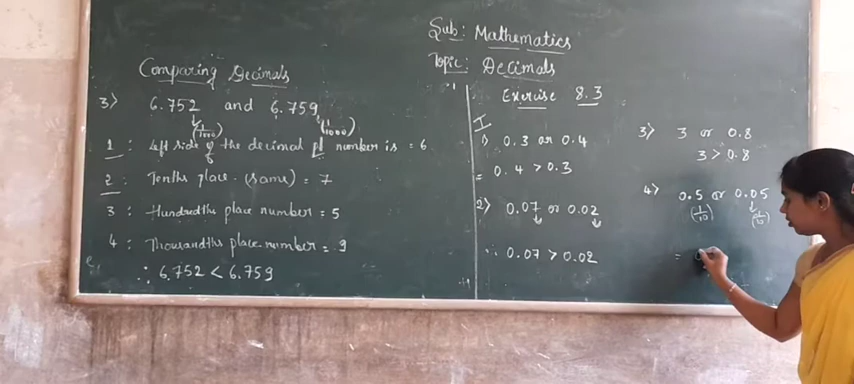 Sub: Mathematics
Topic: Decimals
Comparing Decimals
3) 6.752 and 6.759
(1/1000) (1/1000)
1 : Left side of the decimal number is = 6
2 : Tenths place (same) = 7
3 : Hundredths place number = 5
4 : Thousandths place number = 9
∴ 6.752 < 6.759
Exercise 8.3
I
1) 0.3 or 0.4
= 0.4 > 0.3
2) 0.07 or 0.02
∴ 0.07 > 0.02
3) 3 or 0.8
3 > 0.8
4) 0.5 or 0.05
(1/10)
=